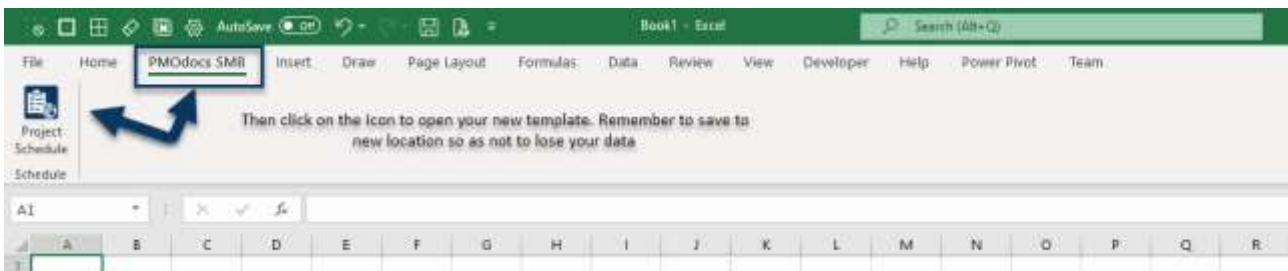 AutoSave Off Book1 - Excel Search (Alt+Q)
File Home PMOdocs SMB Insert Draw Page Layout Formulas Data Review View Developer Help Power Pivot Team
Then click on the icon to open your new template. Remember to save to
new location so as not to lose your data
Project
Schedule
Schedule
A1 fx
A B C D E F G H I J K L M N O P Q R
1